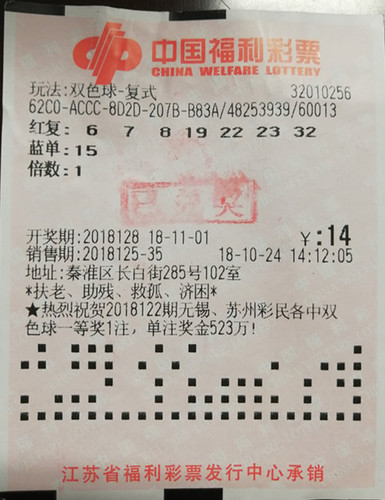 中国福利彩票
CHINA WELFARE LOTTERY
玩法:双色球-复式 32010256
62C0-ACCC-8D2D-207B-B83A/48253939/60013
红复: 6 7 8 19 22 23 32
蓝单:15
倍数:1
已兑奖
开奖期:2018128 18-11-01 ¥:14
销售期:2018125-35 18-10-24 14:12:05
地址:秦淮区长白街285号102室
*扶老、助残、救孤、济困*
★热烈祝贺2018122期无锡、苏州彩民各中双
色球一等奖1注,单注奖金523万!
江苏省福利彩票发行中心承销